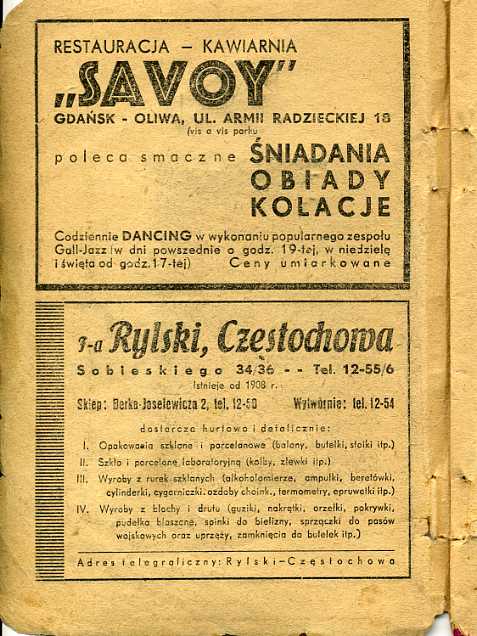 RESTAURACJA – KAWIARNIA
„SAVOY"
GDAŃSK - OLIWA, UL. ARMII RADZIECKIEJ 18
(vis a vis parku
poleca smaczne ŚNIADANIA
OBIADY
KOLACJE
Codziennie DANCING w wykonaniu popularnego zespołu
Gall-Jazz (w dni powszednie o godz. 19-tej, w niedzielę
i święta od godz. 17-tej) Ceny umiarkowane
F-a Rylski, Częstochowa
Sobieskiego 34/36 - - Tel. 12-55/6
Istnieje od 1908 r.
Sklep: Berka-Joselewicza 2, tel. 12-50 Wytwórnie: tel. 12-54
dostarcza hurtowo i detalicznie:
I. Opakowania szklane i porcelanowe (balony, butelki, słoiki itp.)
II. Szkło i porcelanę laboratoryjną (kolby, zlewki itp.)
III. Wyroby z rurek szklanych (alkoholomierze, ampułki, beretówki,
cylinderki, cygarniczki, ozdoby choink., termometry, epruwetki itp.)
IV. Wyroby z blachy i drutu (guziki, nakrętki, orzełki, pokrywki,
pudełka blaszane, spinki do bielizny, sprzączki do pasów
wojskowych oraz uprzęży, zamknięcia do butelek itp.)
Adres telegraficzny: Rylski-Częstochowa